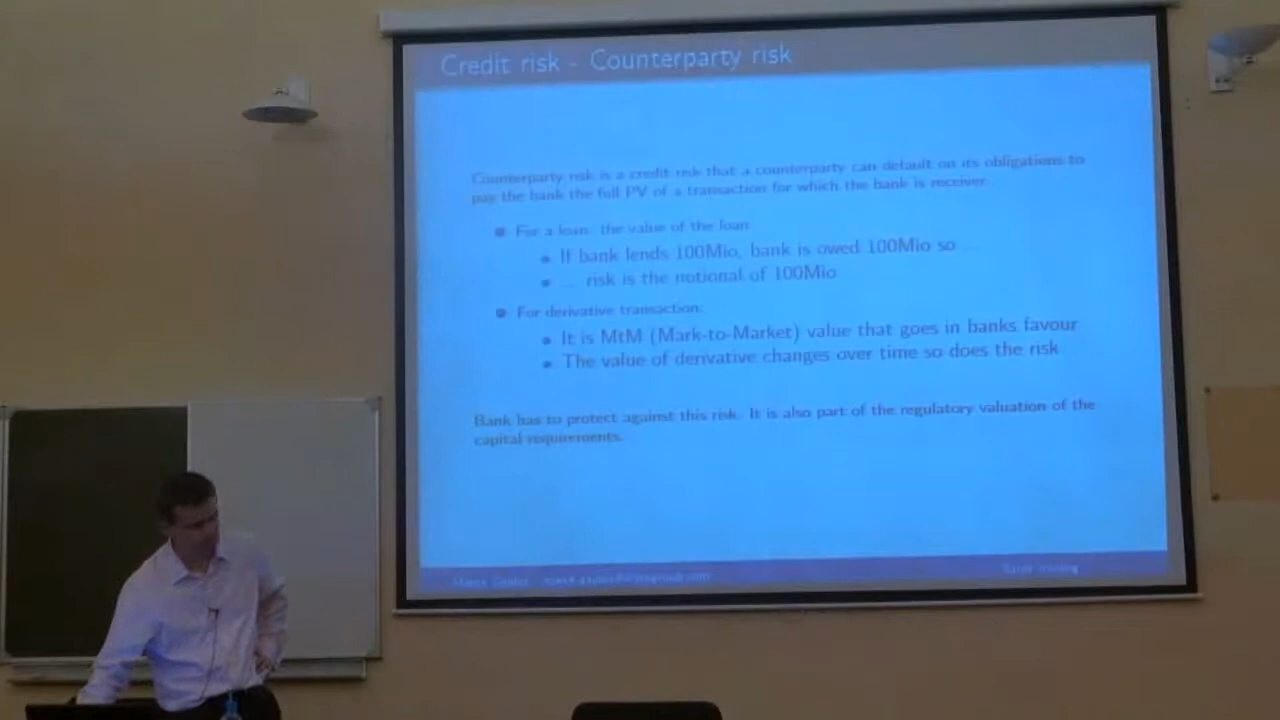 Credit risk - Counterparty risk
Counterparty risk is a credit risk that a counterparty can default on its obligations to
pay the bank the full PV of a transaction for which the bank is receiver.
For a loan: the value of the loan
If bank lends 100Mio, bank is owed 100Mio so ...
... risk is the notional of 100Mio
For derivative transaction:
It is MtM (Mark-to-Market) value that goes in banks favour
The value of derivative changes over time so does the risk
Bank has to protect against this risk. It is also part of the regulatory valuation of the
capital requirements.